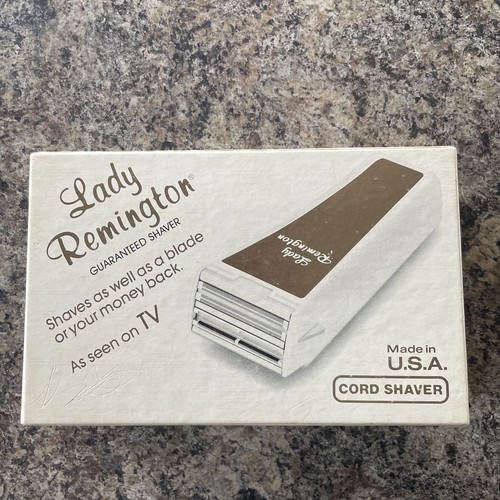 Lady
Remington®
GUARANTEED SHAVER
Shaves as well as a blade
or your money back.
As seen on TV
Lady
Remington
Made in
U.S.A.
CORD SHAVER